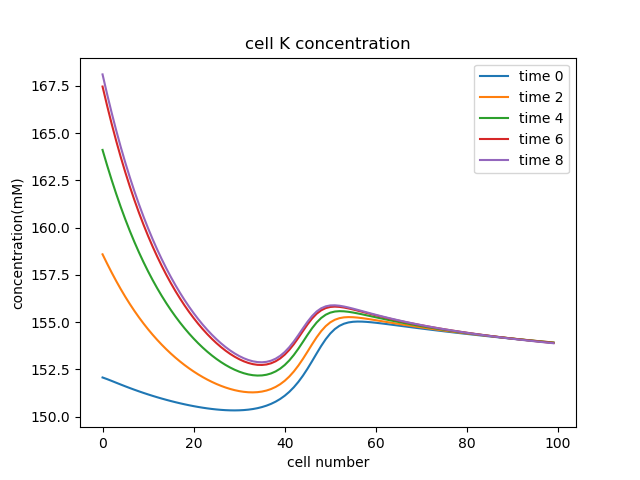 cell K concentration
167.5
165.0
162.5
160.0
157.5
155.0
152.5
150.0
concentration(mM)
time 0
time 2
time 4
time 6
time 8
0 20 40 60 80 100
cell number